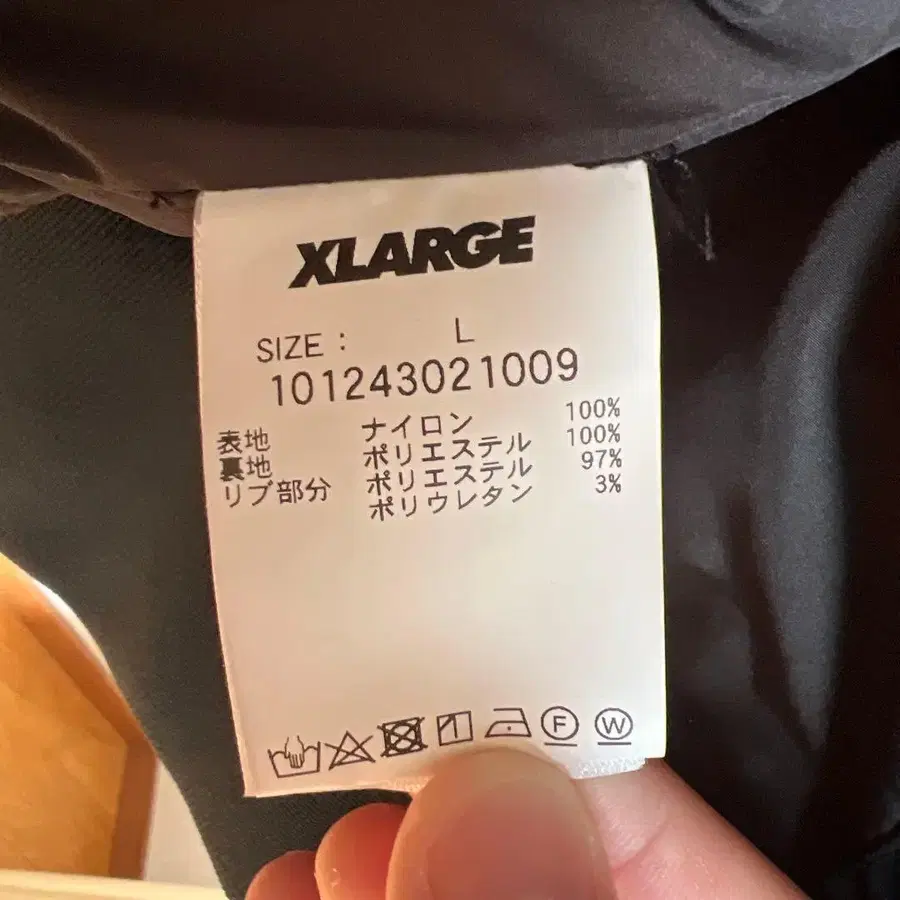 XLARGE
SIZE : L
101243021009
表地 ナイロン 100%
裏地 ポリエステル 100%
リブ部分 ポリエステル 97%
ポリウレタン 3%
F W